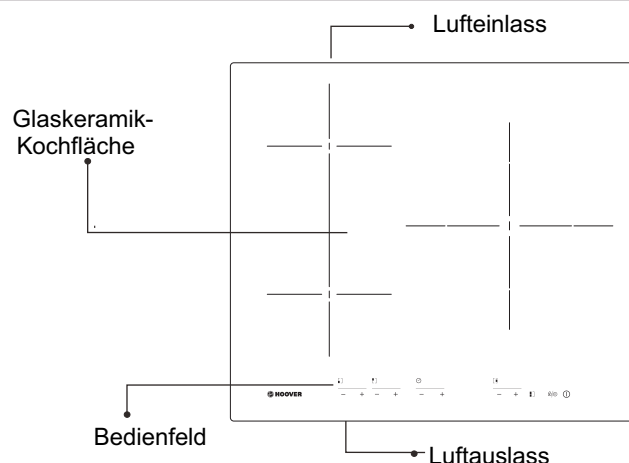 Lufteinlass
Glaskeramik-
Kochfläche
HOOVER
− + − + − + − +
Bedienfeld
Luftauslass